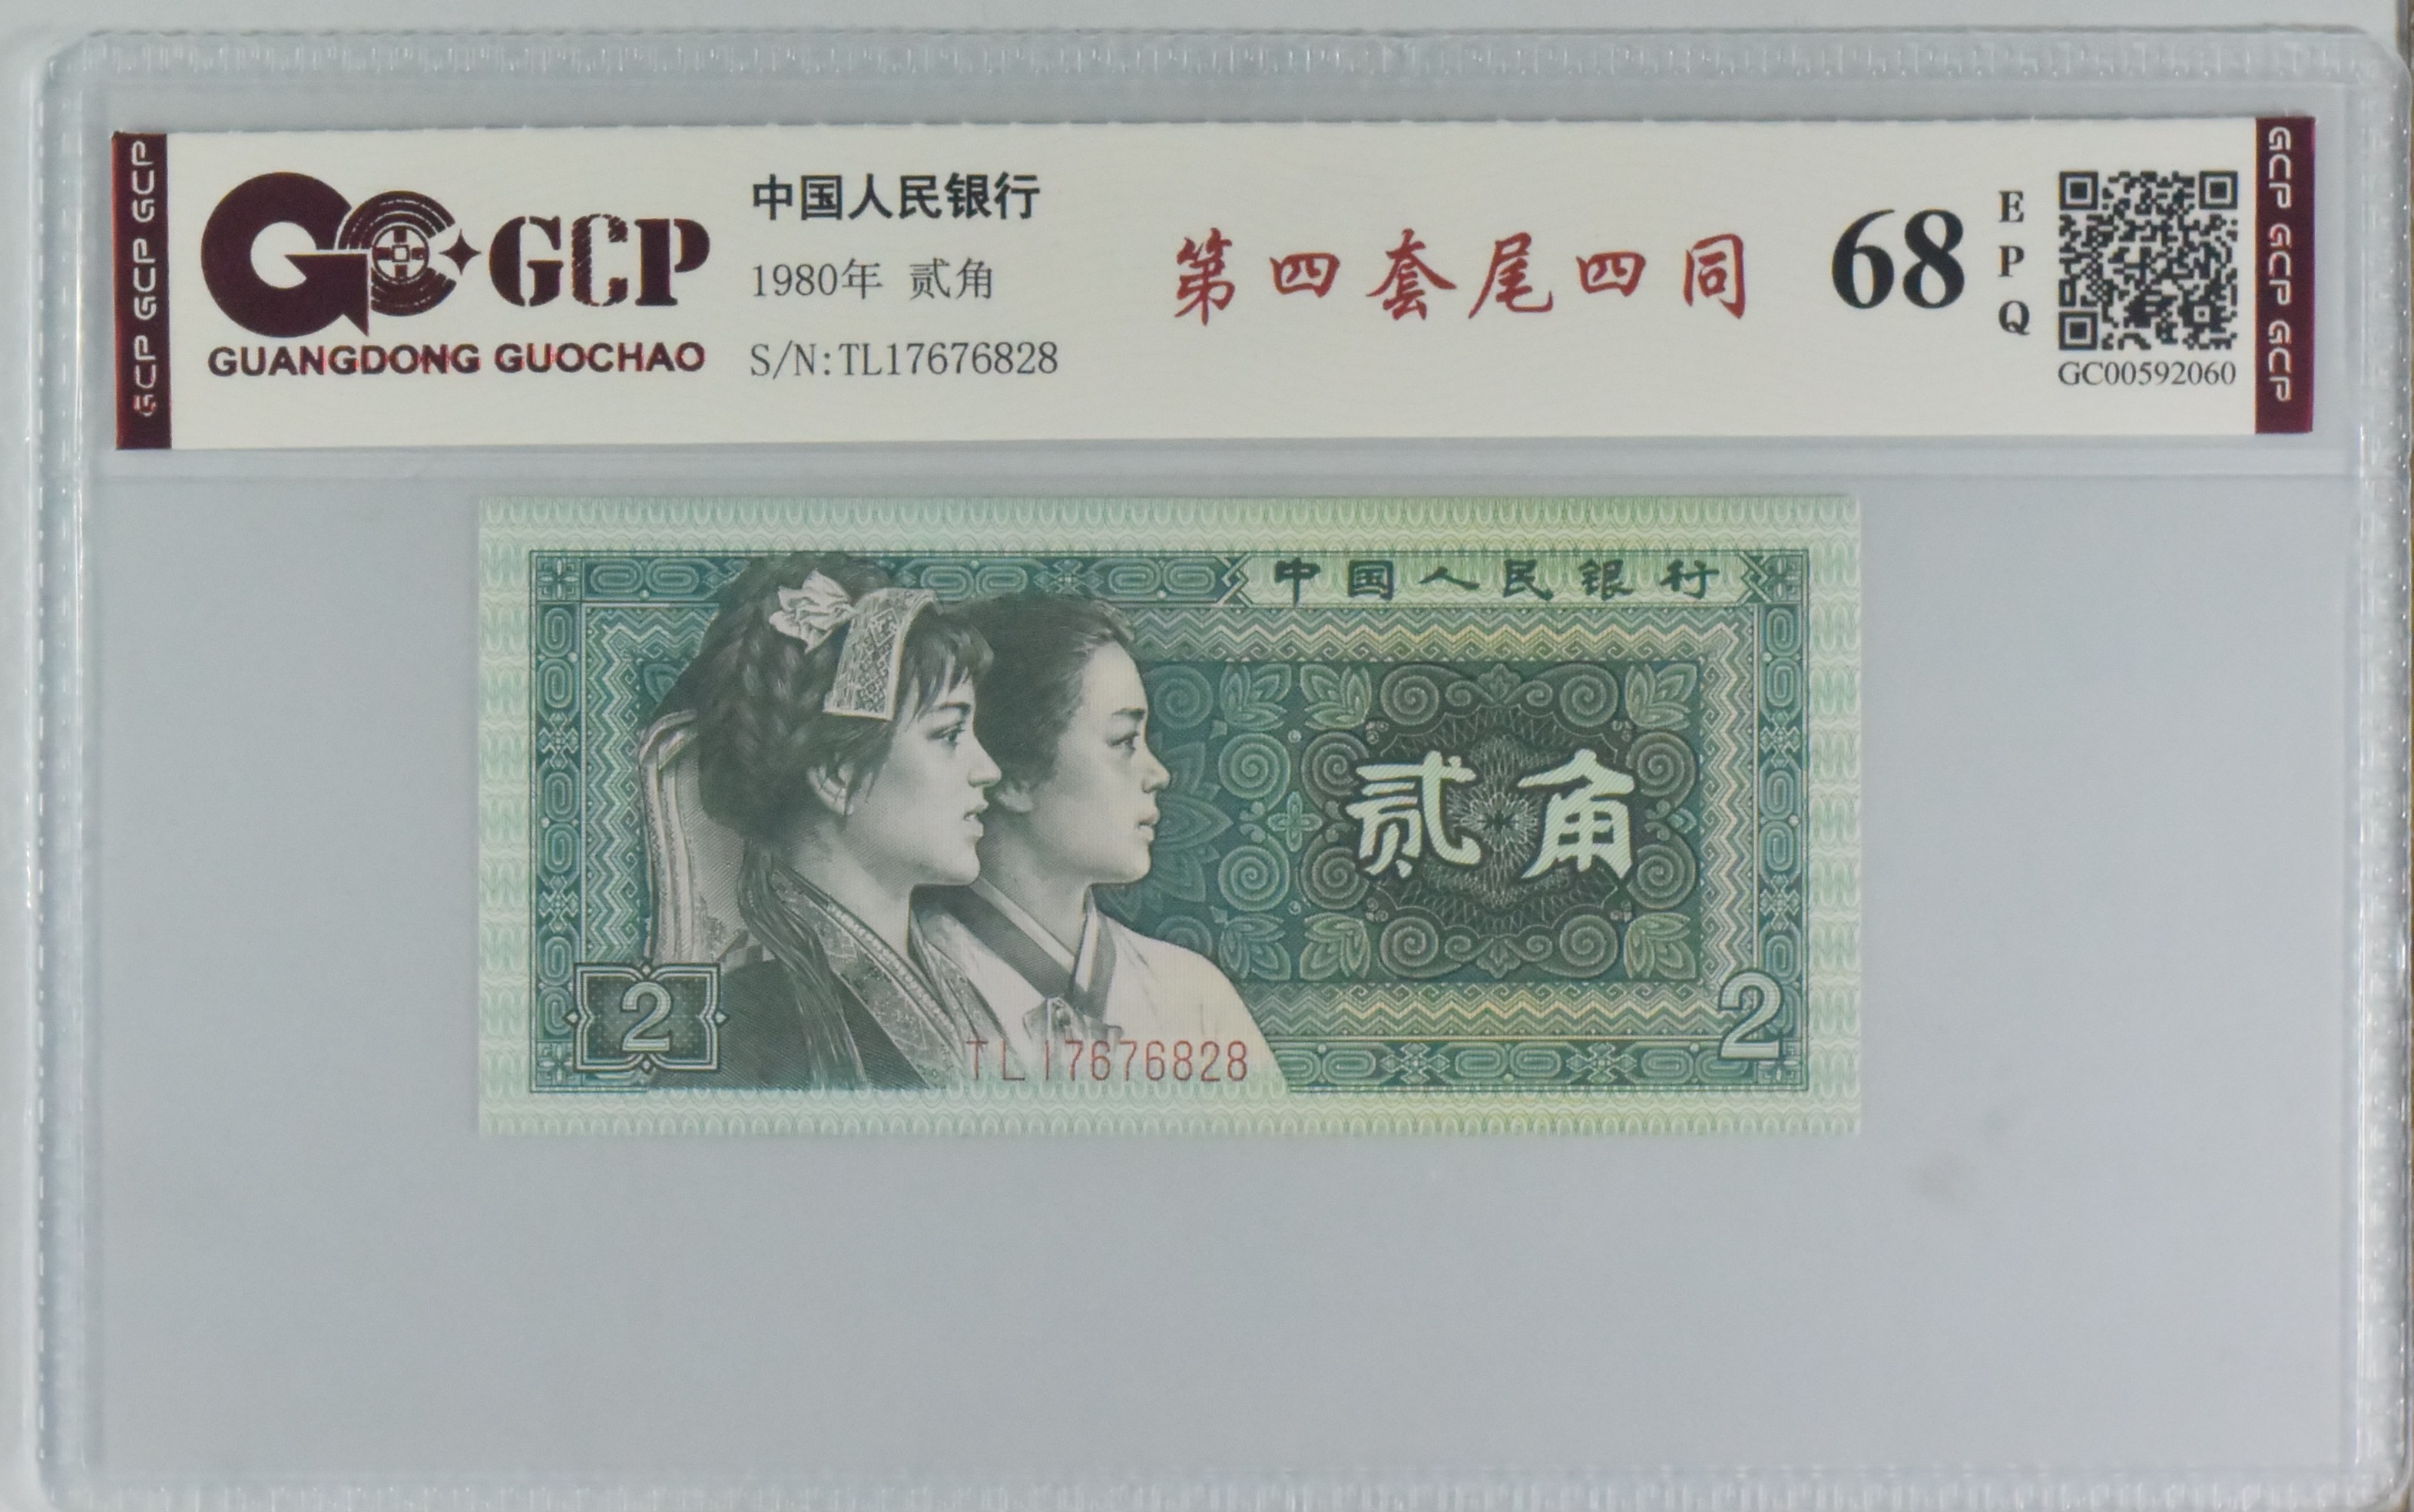 GCP GCP GCP
GCP
GUANGDONG GUOCHAO
中国人民银行
1980年 贰角
S/N:TL17676828
第四套尾四同
68
EPQ
GC00592060
GCP GCP GCP
中国人民银行
贰角
2
TL17676828
2